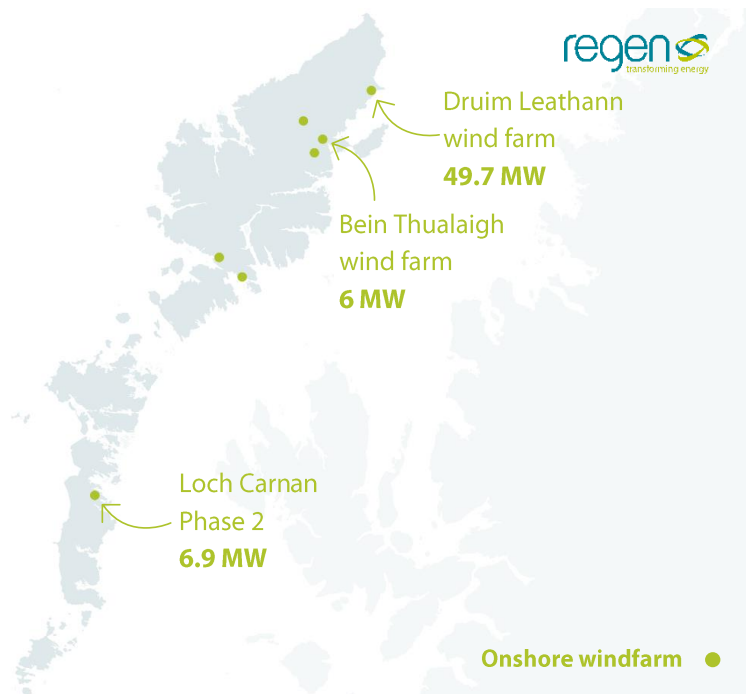 regen
transforming energy
Druim Leathann
wind farm
49.7 MW
Bein Thualaigh
wind farm
6 MW
Loch Carnan
Phase 2
6.9 MW
Onshore windfarm